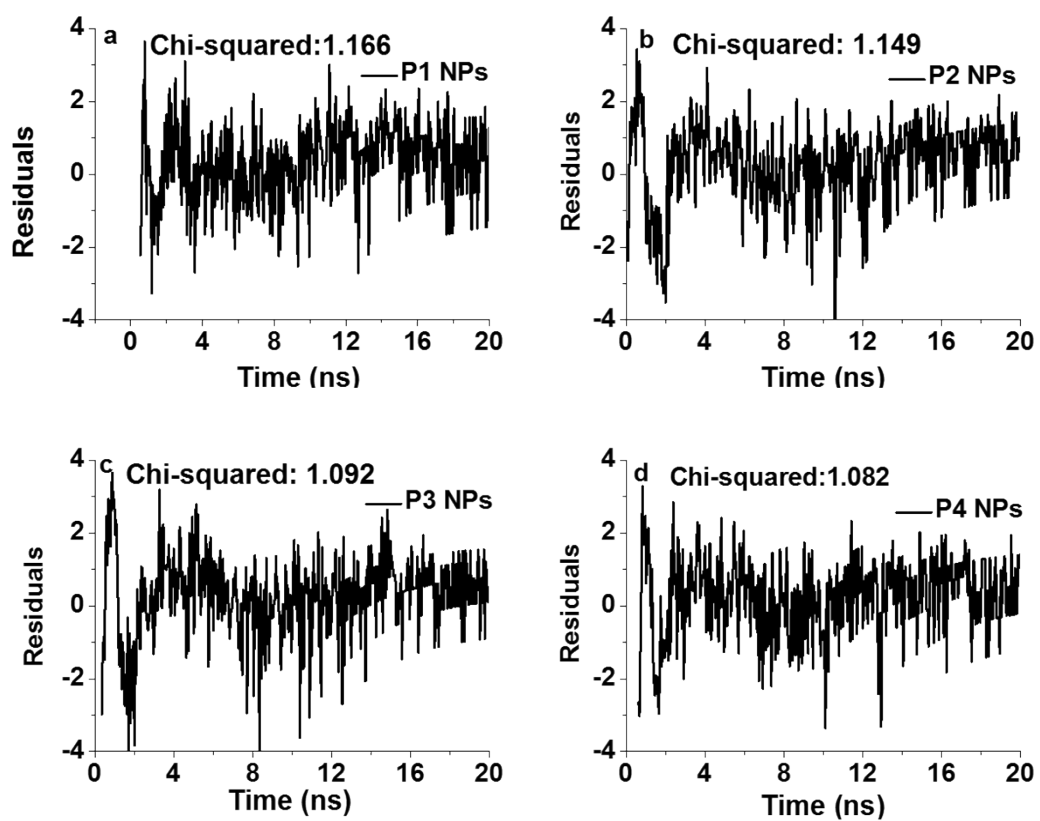 a
Chi-squared:1.166
P1 NPs
4
2
0
-2
-4
Residuals
0 4 8 12 16 20
Time (ns)
b
Chi-squared: 1.149
P2 NPs
4
2
0
-2
-4
Residuals
0 4 8 12 16 20
Time (ns)
c
Chi-squared: 1.092
P3 NPs
4
2
0
-2
-4
Residuals
0 4 8 12 16 20
Time (ns)
d
Chi-squared:1.082
P4 NPs
4
2
0
-2
-4
Residuals
0 4 8 12 16 20
Time (ns)